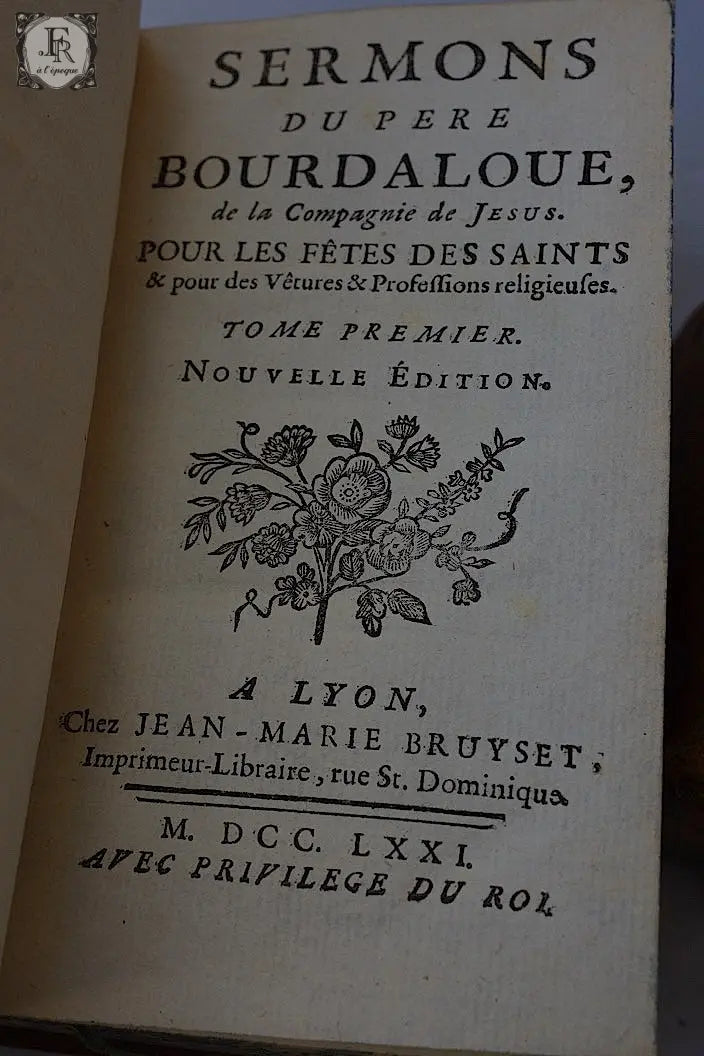 FR
à l'époque
SERMONS
DU PERE
BOURDALOUE,
de la Compagnie de JESUS.
POUR LES FÊTES DES SAINTS
& pour des Vêtures & Professions religieuses.
TOME PREMIER.
NOUVELLE ÉDITION.
A LYON,
Chez JEAN-MARIE BRUYSET,
Imprimeur-Libraire, rue St. Dominique
M. DCC. LXXI.
AVEC PRIVILEGE DU ROI.